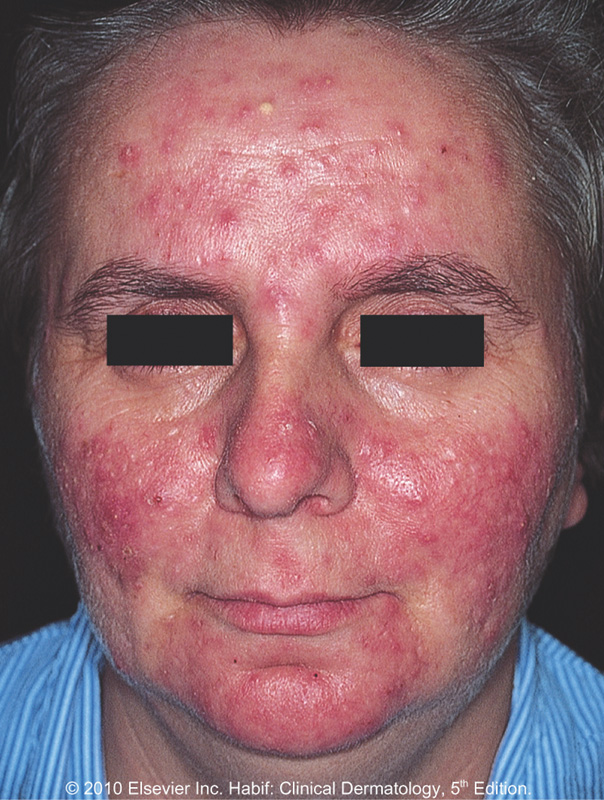 © 2010 Elsevier Inc. Habif: Clinical Dermatology, 5th Edition.